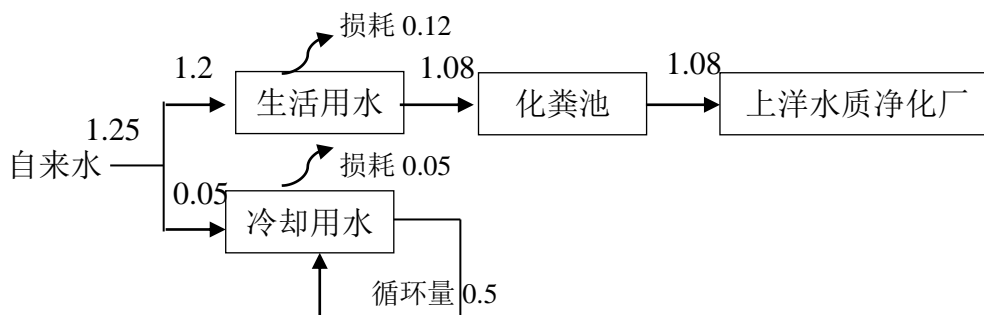 损耗 0.12
1.2
1.08
1.08
生活用水
化粪池
上洋水质净化厂
1.25
自来水
损耗 0.05
0.05
冷却用水
循环量 0.5